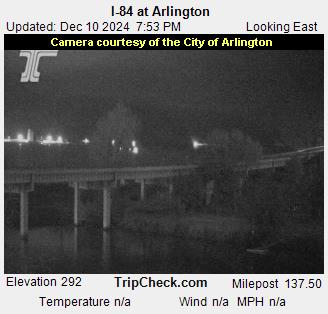 I-84 at Arlington
Updated: Dec 10 2024 7:53 PM Looking East
Camera courtesy of the City of Arlington
Elevation 292 TripCheck.com Milepost 137.50
Temperature n/a Wind n/a MPH n/a